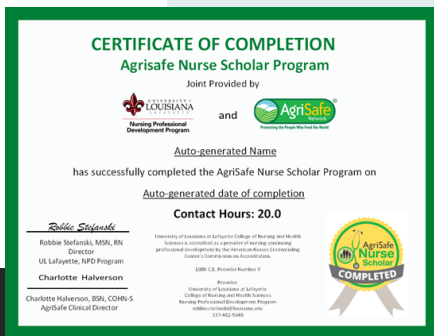 CERTIFICATE OF COMPLETION
Agrisafe Nurse Scholar Program
Joint Provided by
UNIVERSITY of
LOUISIANA
LAFAYETTE
Nursing Professional
Development Program
and
AgriSafe
Network
Protecting the People Who Feed the World
Auto-generated Name
has successfully completed the AgriSafe Nurse Scholar Program on
Auto-generated date of completion
Contact Hours: 20.0
Robbie Stefanski
Robbie Stefanski, MSN, RN
Director
UL Lafayette, NPD Program
Charlotte Halverson
Charlotte Halverson, BSN, COHN-S
AgriSafe Clinical Director
University of Louisiana at Lafayette College of Nursing and Health
Sciences is accredited as a provider of nursing continuing
professional development by the American Nurses Credentialing
Center's Commission on Accreditation.
Provider:
University of Louisiana at Lafayette
College of Nursing and Health Sciences
Nursing Professional Development Program
AgriSafe
Nurse
Scholar
COMPLETED